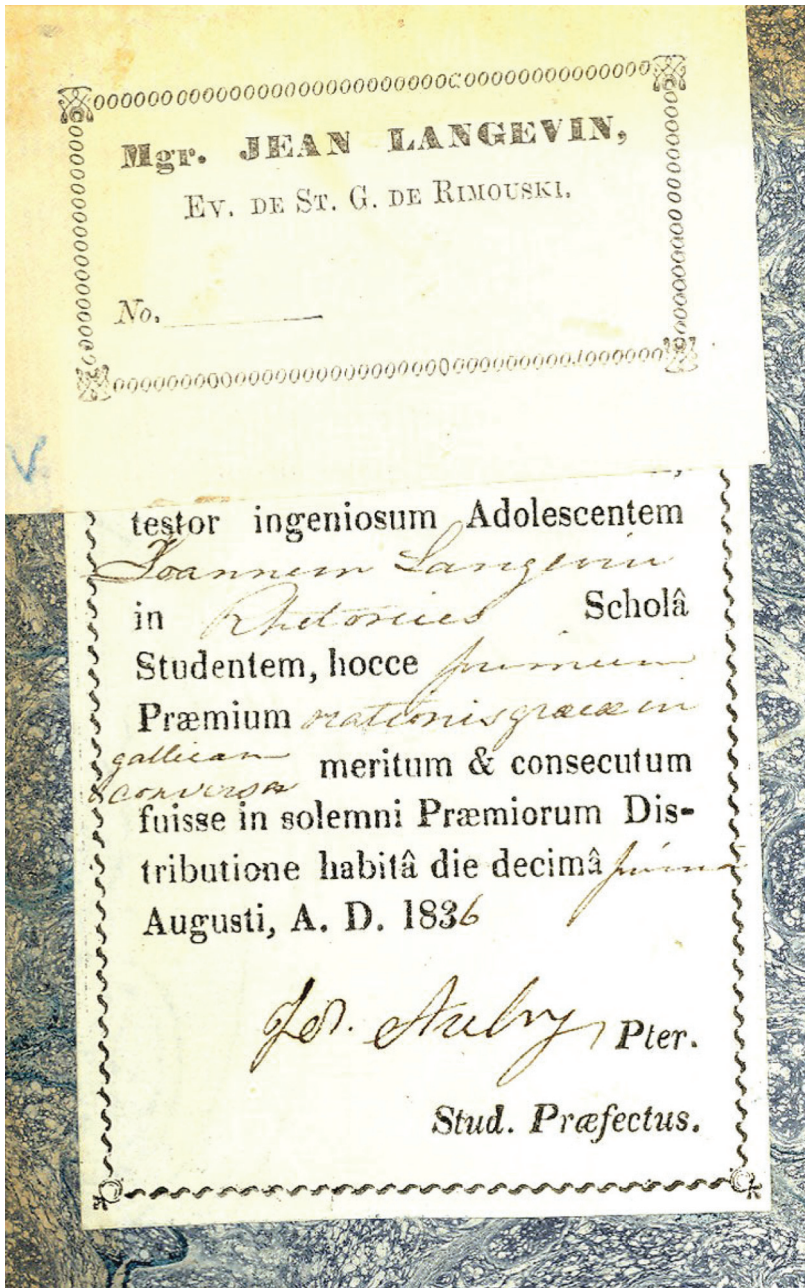 Mgr. JEAN LANGEVIN,
EV. DE ST. G. DE RIMOUSKI.
No.
V.
testor ingeniosum Adolescentem
Joannem Langevin
in Rhetorices Scholâ
Studentem, hocce primum
Præmium orationis græcæ in
gallicam
conversæ meritum & consecutum
fuisse in solemni Præmiorum Dis-
tributione habitâ die decimâ prima
Augusti, A. D. 1836
Aubry Pter.
Stud. Præfectus.